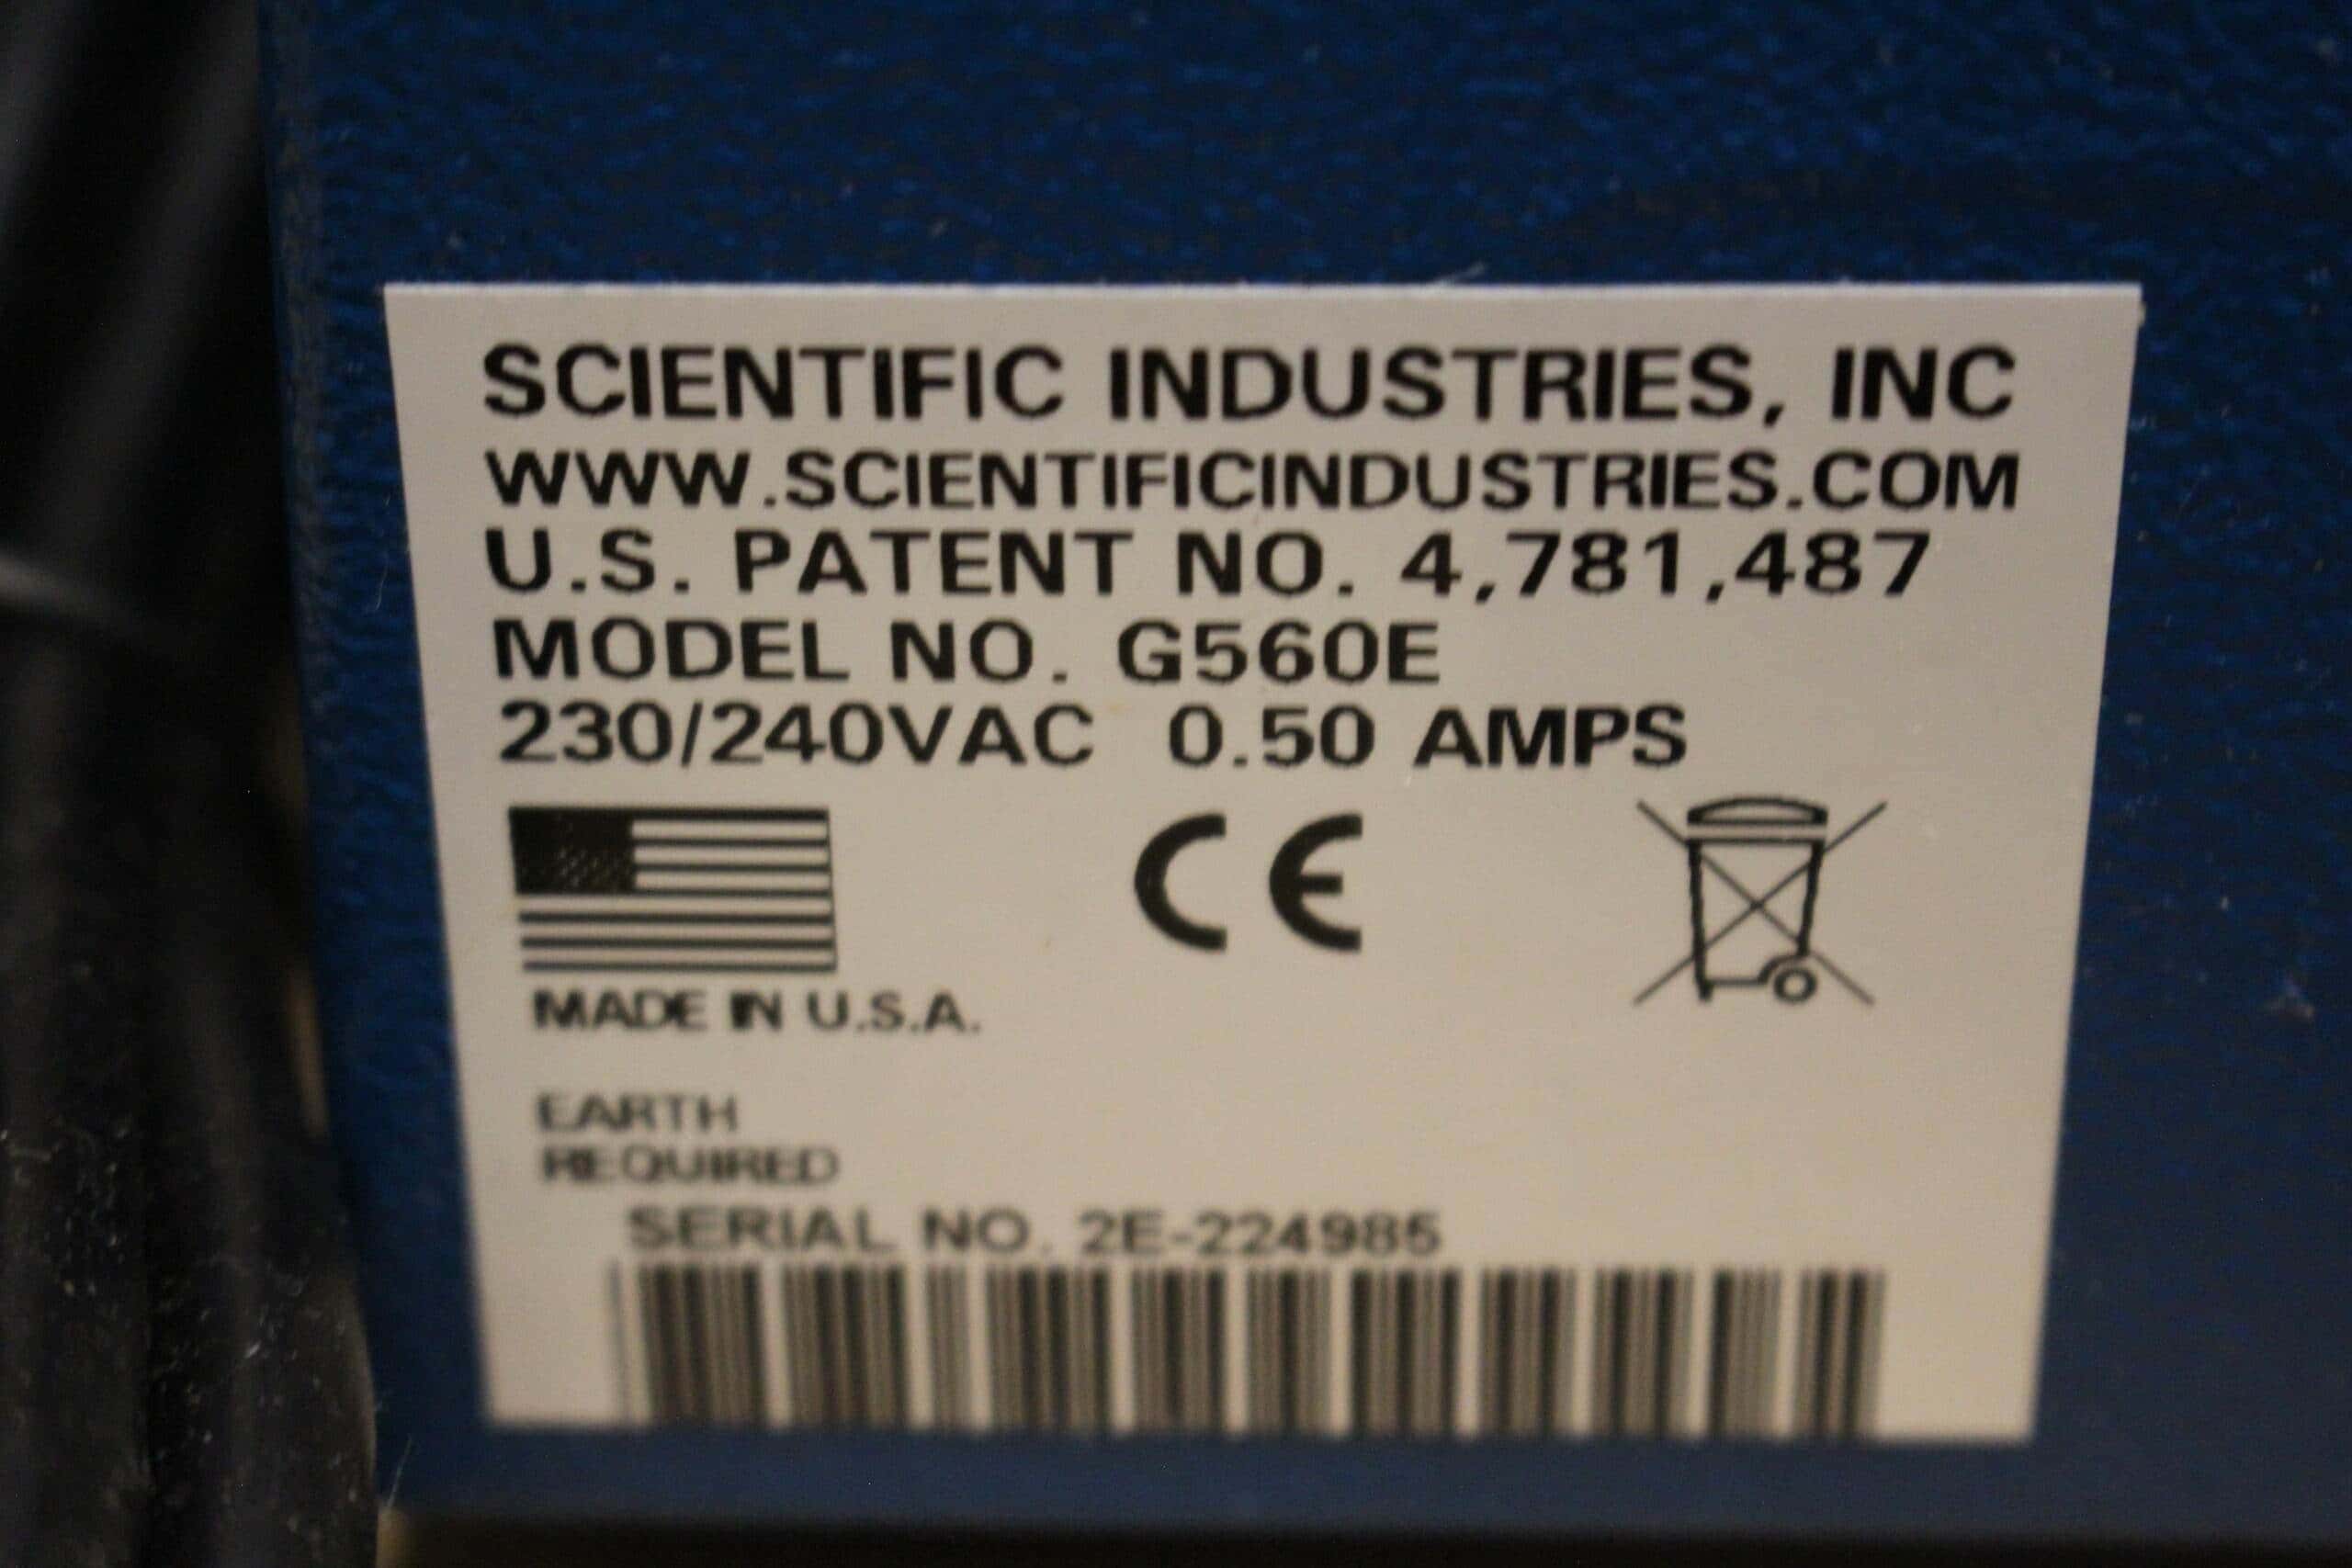 SCIENTIFIC INDUSTRIES, INC
WWW.SCIENTIFICINDUSTRIES.COM
U.S. PATENT NO. 4,781,487
MODEL NO. G560E
230/240VAC 0.50 AMPS
CE
MADE IN U.S.A.
EARTH
REQUIRED
SERIAL NO. 2E-224985